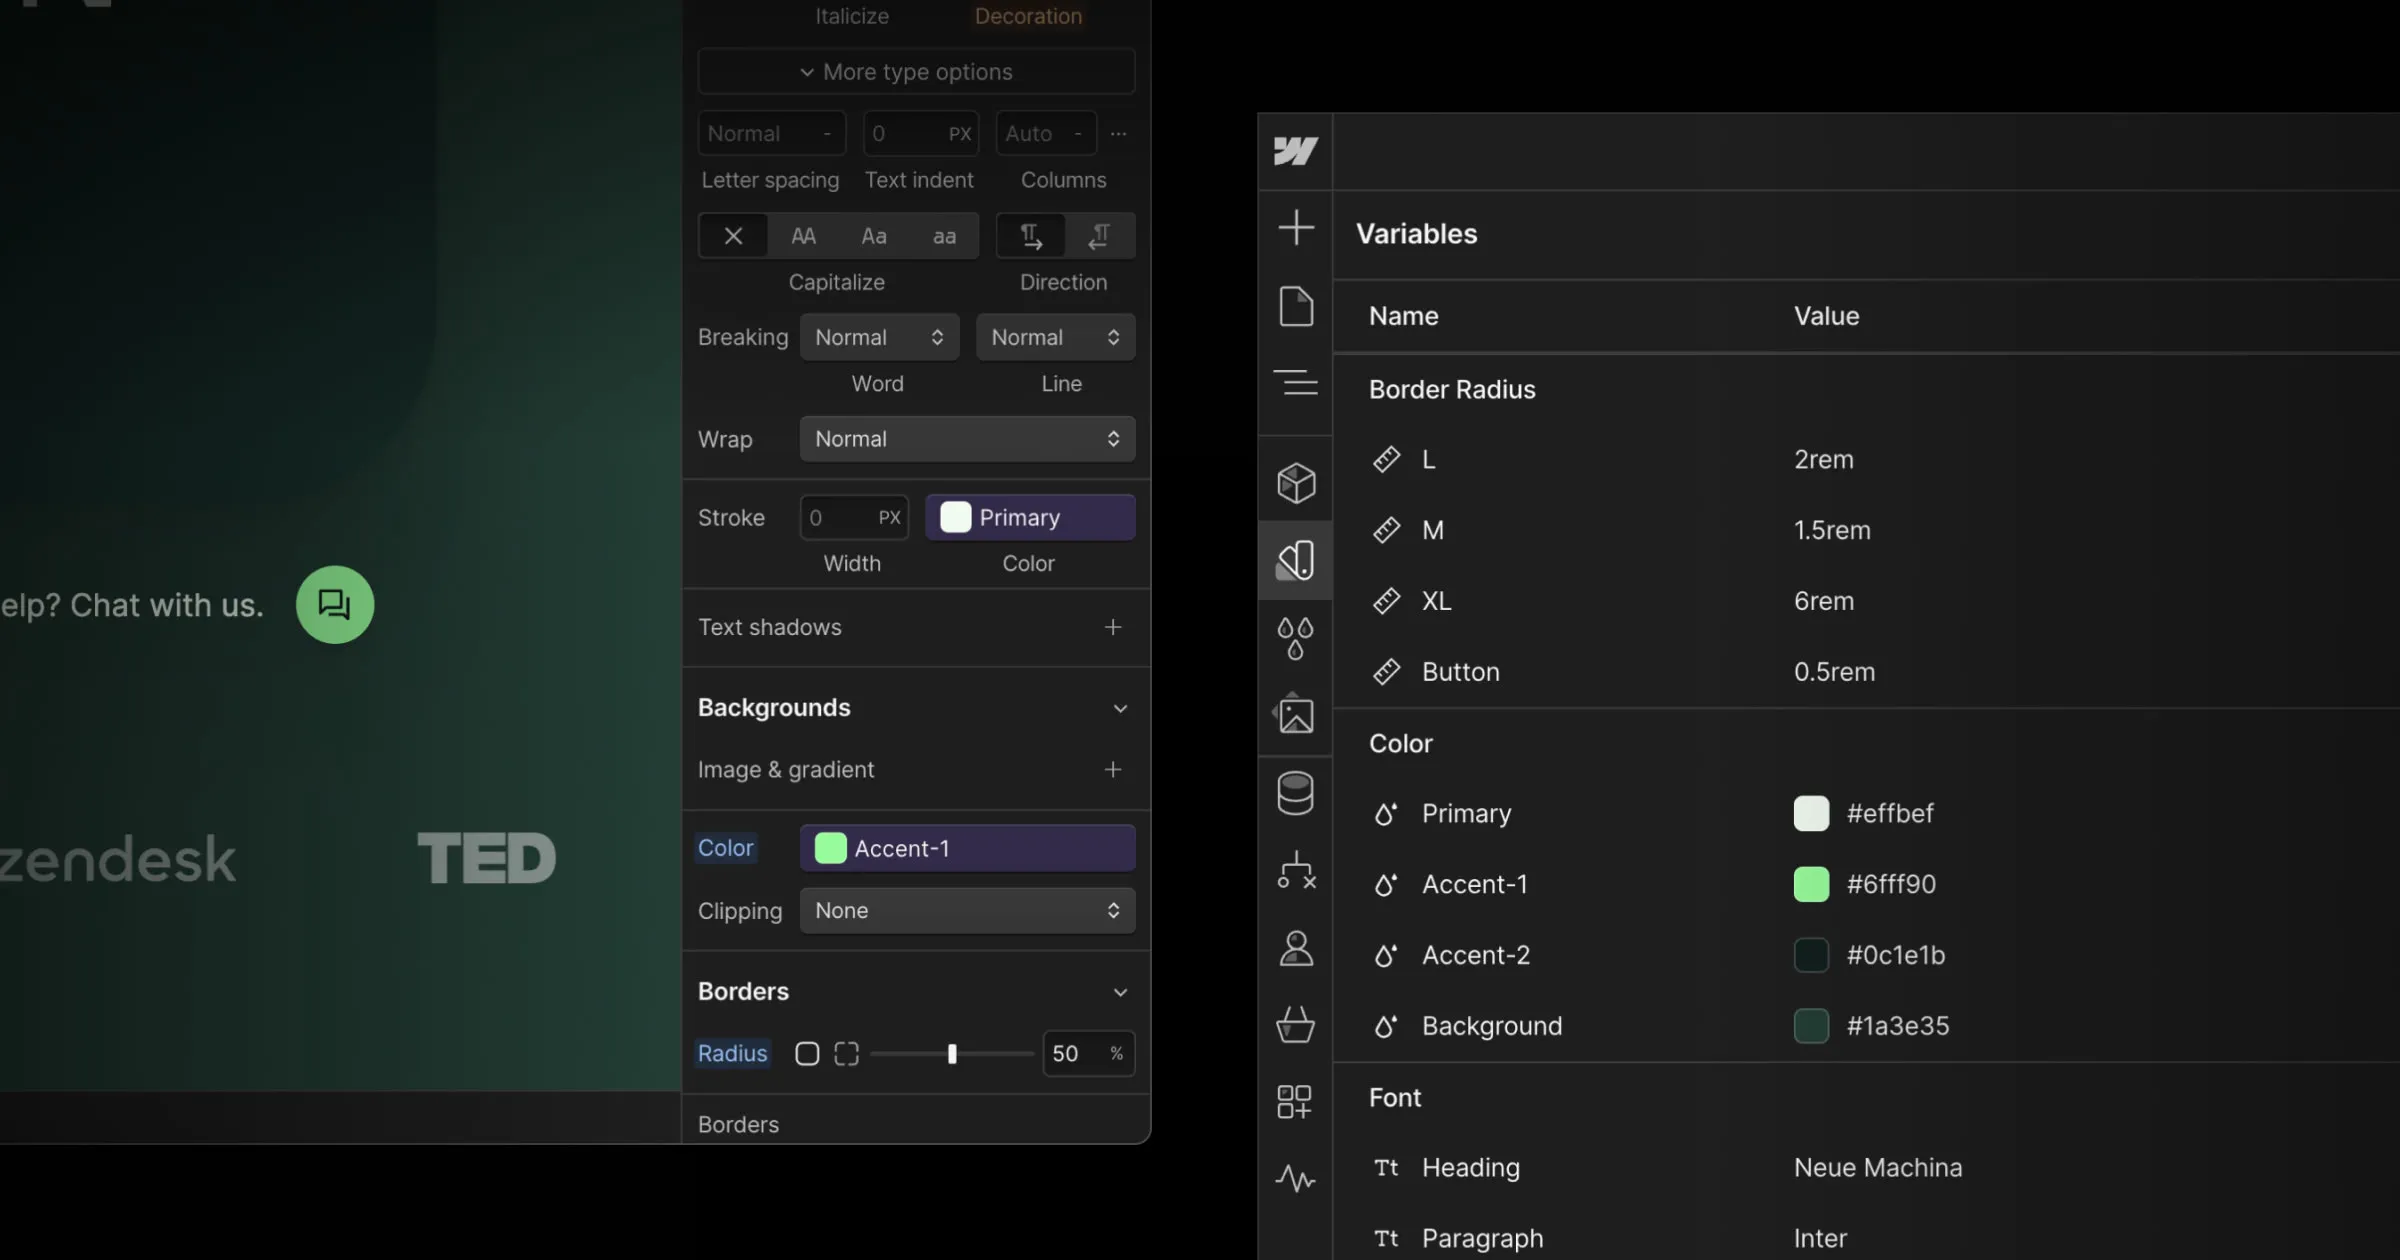 elp? Chat with us.
zendesk
TED
Italicize Decoration
More type options
Normal - 0 PX Auto -
Letter spacing Text indent Columns
AA Aa aa
Capitalize Direction
Breaking Normal Normal
Word Line
Wrap Normal
Stroke 0 PX Primary
Width Color
Text shadows
Backgrounds
Image & gradient
Color Accent-1
Clipping None
Borders
Radius 50 %
Borders
Variables
Name Value
Border Radius
L 2rem
M 1.5rem
XL 6rem
Button 0.5rem
Color
Primary #effbef
Accent-1 #6fff90
Accent-2 #0c1e1b
Background #1a3e35
Font
Tt Heading Neue Machina
Tt Paragraph Inter